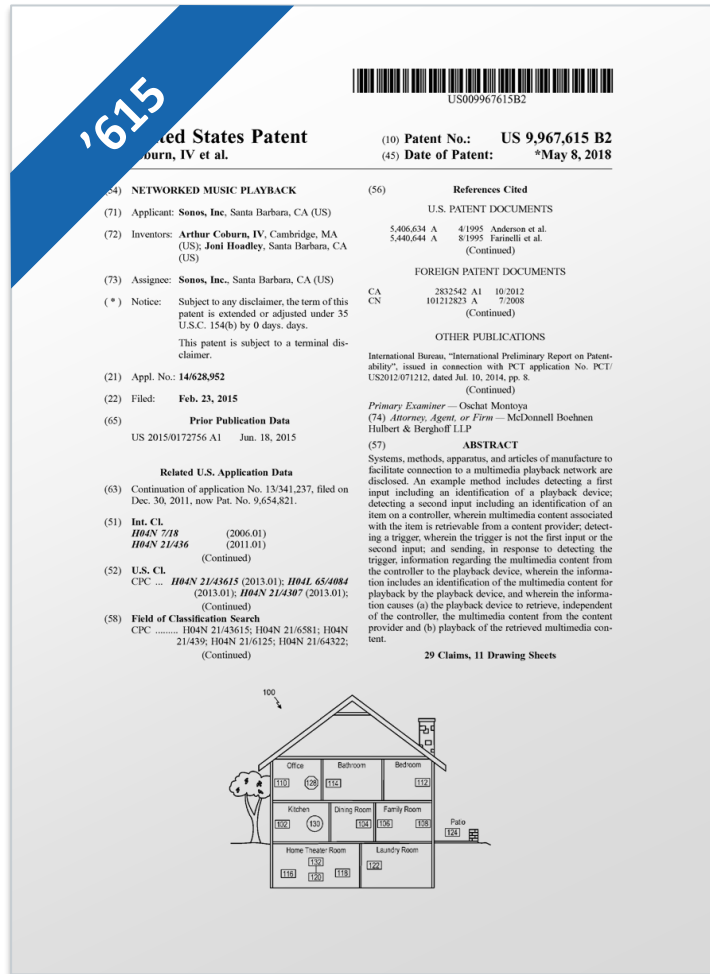 ’615
US009967615B2
ted States Patent
burn, IV et al.
(10) Patent No.: US 9,967,615 B2
(45) Date of Patent: *May 8, 2018
54) NETWORKED MUSIC PLAYBACK
(71) Applicant: Sonos, Inc, Santa Barbara, CA (US)
(72) Inventors: Arthur Coburn, IV, Cambridge, MA
(US); Joni Hoadley, Santa Barbara, CA
(US)
(73) Assignee: Sonos, Inc., Santa Barbara, CA (US)
( * ) Notice: Subject to any disclaimer, the term of this
patent is extended or adjusted under 35
U.S.C. 154(b) by 0 days. days.
This patent is subject to a terminal dis-
claimer.
(21) Appl. No.: 14/628,952
(22) Filed: Feb. 23, 2015
(65) Prior Publication Data
US 2015/0172756 A1 Jun. 18, 2015
Related U.S. Application Data
(63) Continuation of application No. 13/341,237, filed on
Dec. 30, 2011, now Pat. No. 9,654,821.
(51) Int. Cl.
H04N 7/18 (2006.01)
H04N 21/436 (2011.01)
(Continued)
(52) U.S. Cl.
CPC ... H04N 21/43615 (2013.01); H04L 65/4084
(2013.01); H04N 21/4307 (2013.01);
(Continued)
(58) Field of Classification Search
CPC ......... H04N 21/43615; H04N 21/6581; H04N
21/439; H04N 21/6125; H04N 21/64322;
(Continued)
(56) References Cited
U.S. PATENT DOCUMENTS
5,406,634 A 4/1995 Anderson et al.
5,440,644 A 8/1995 Farinelli et al.
(Continued)
FOREIGN PATENT DOCUMENTS
CA 2832542 A1 10/2012
CN 101212823 A 7/2008
(Continued)
OTHER PUBLICATIONS
International Bureau, “International Preliminary Report on Patent-
ability”, issued in connection with PCT application No. PCT/
US2012/071212, dated Jul. 10, 2014, pp. 8.
(Continued)
Primary Examiner — Oschat Montoya
(74) Attorney, Agent, or Firm — McDonnell Boehnen
Hulbert & Berghoff LLP
(57) ABSTRACT
Systems, methods, apparatus, and articles of manufacture to
facilitate connection to a multimedia playback network are
disclosed. An example method includes detecting a first
input including an identification of a playback device;
detecting a second input including an identification of an
item on a controller, wherein multimedia content associated
with the item is retrievable from a content provider; detect-
ing a trigger, wherein the trigger is not the first input or the
second input; and sending, in response to detecting the
trigger, information regarding the multimedia content from
the controller to the playback device, wherein the informa-
tion includes an identification of the multimedia content for
playback by the playback device, and wherein the informa-
tion causes (a) the playback device to retrieve, independent
of the controller, the multimedia content from the content
provider and (b) playback of the retrieved multimedia con-
tent.
29 Claims, 11 Drawing Sheets
100
Office Bathroom Bedroom
110 128 114 112
Kitchen Dining Room Family Room
102 130 104 106 108
Patio
124
Home Theater Room Laundry Room
132
116 120 118 122